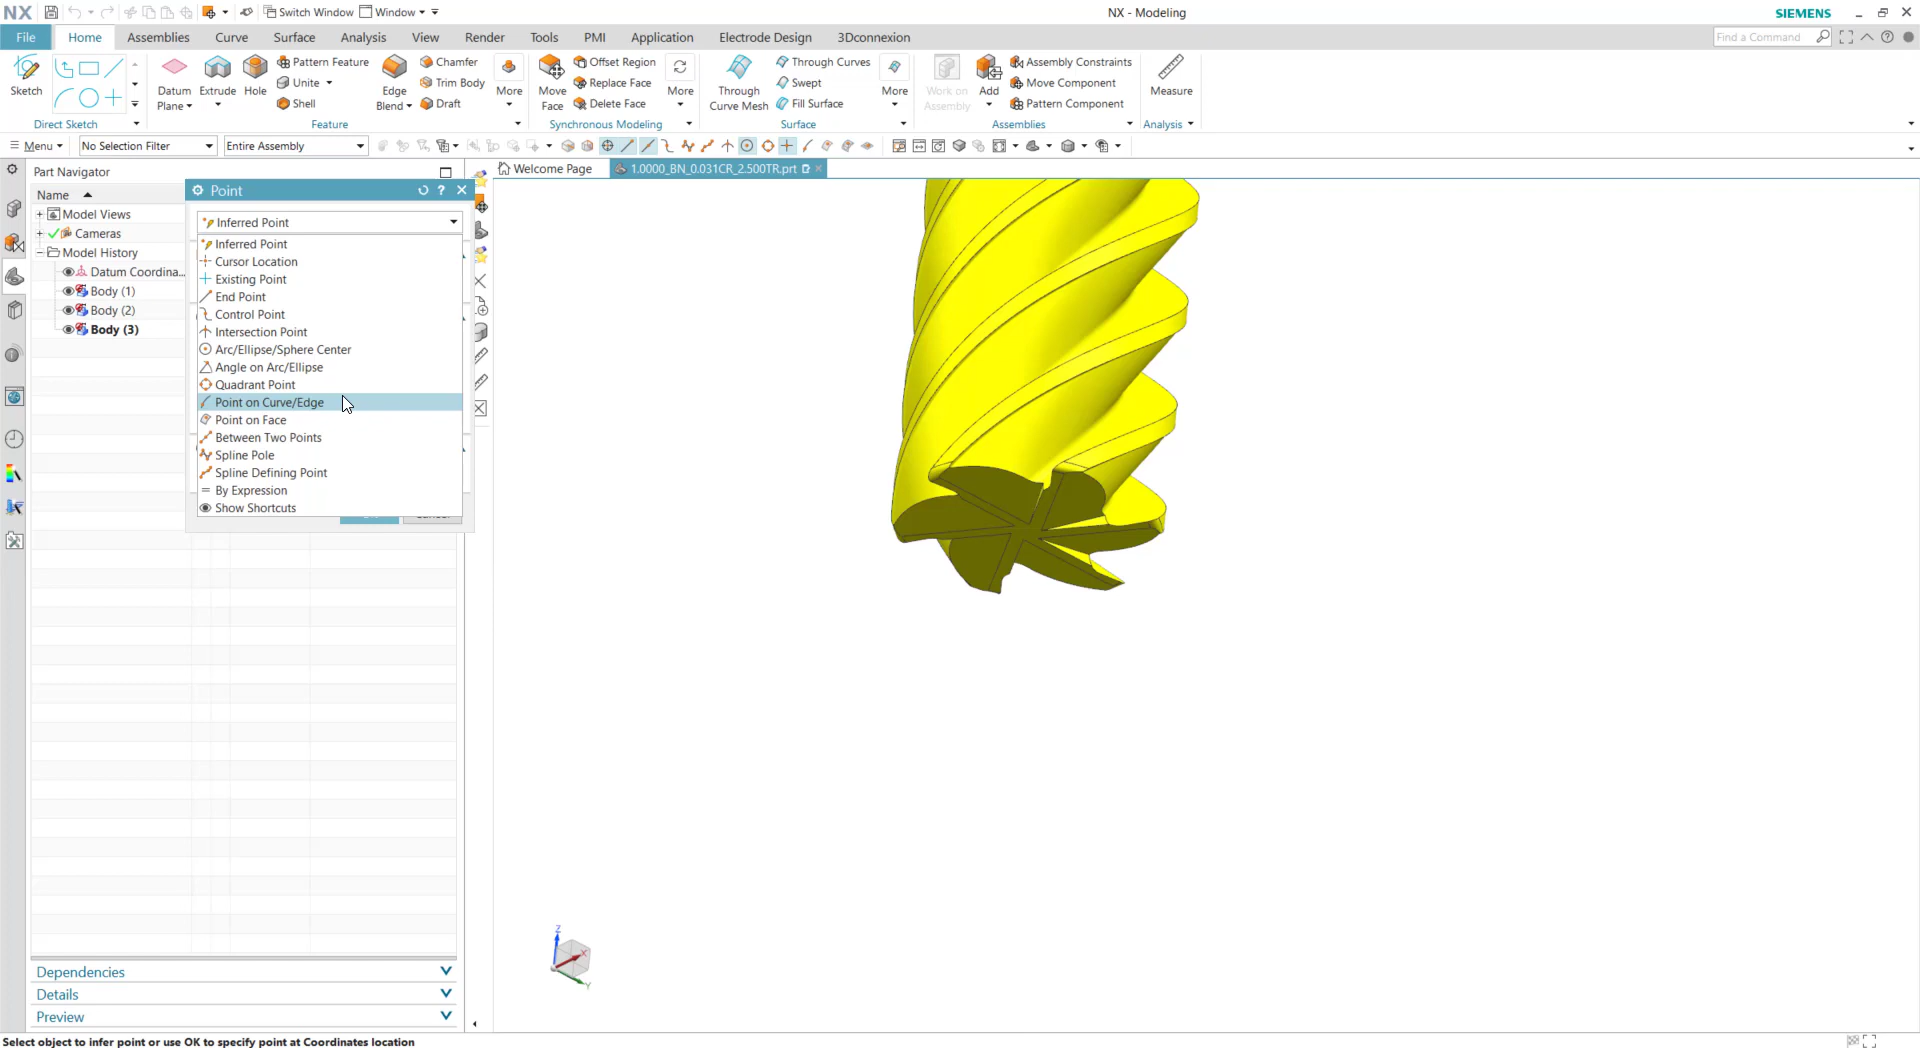 NX
Switch Window
Window
NX - Modeling
SIEMENS
File
Home
Assemblies
Curve
Surface
Analysis
View
Render
Tools
PMI
Application
Electrode Design
3Dconnexion
Find a Command
Sketch
Direct Sketch
Datum
Plane
Extrude
Hole
Pattern Feature
Unite
Shell
Edge
Blend
Chamfer
Trim Body
Draft
More
Feature
Move
Face
Offset Region
Replace Face
Delete Face
More
Synchronous Modeling
Through
Curve Mesh
Through Curves
Swept
Fill Surface
More
Surface
Work on
Assembly
Add
Assembly Constraints
Move Component
Pattern Component
Assemblies
Measure
Analysis
Menu
No Selection Filter
Entire Assembly
Part Navigator
Welcome Page
1.0000_BN_0.031CR_2.500TR.prt
Name
Model Views
Cameras
Model History
Datum Coordina...
Body (1)
Body (2)
Body (3)
Point
Inferred Point
Inferred Point
Cursor Location
Existing Point
End Point
Control Point
Intersection Point
Arc/Ellipse/Sphere Center
Angle on Arc/Ellipse
Quadrant Point
Point on Curve/Edge
Point on Face
Between Two Points
Spline Pole
Spline Defining Point
By Expression
Show Shortcuts
Z
X
Y
Dependencies
Details
Preview
Select object to infer point or use OK to specify point at Coordinates location